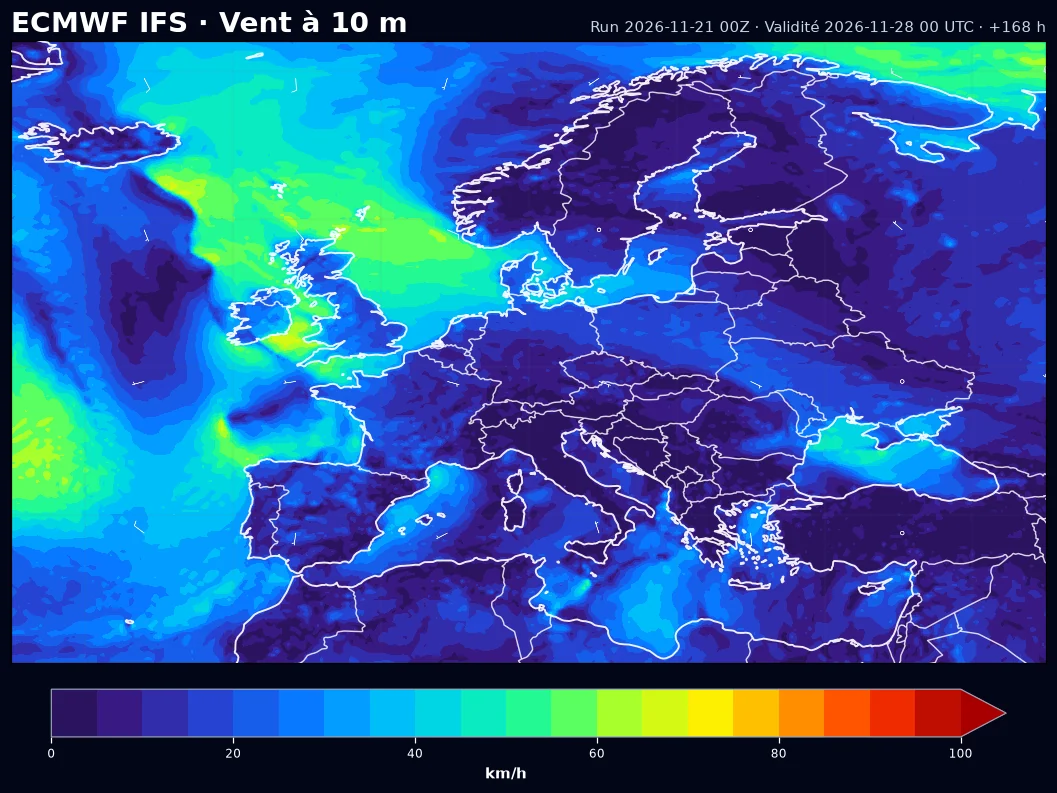 ECMWF IFS · Vent à 10 m
Run 2026-11-21 00Z · Validité 2026-11-28 00 UTC · +168 h
0 20 40 60 80 100
km/h